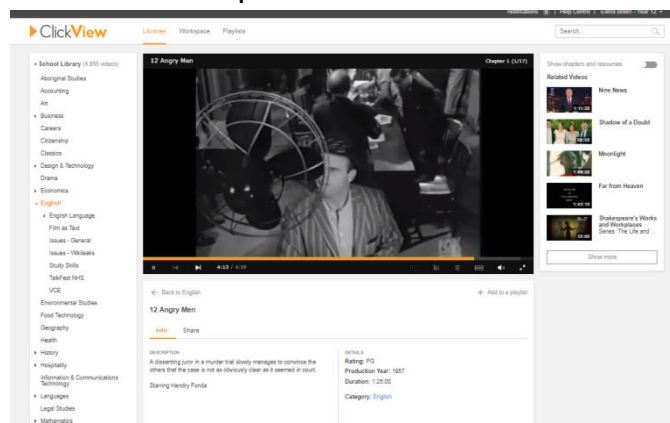 Notifications | Help Centre |
ClickView
Libraries Workspace Playlists
Search...
School Library
Aboriginal Studies
Accounting
Art
Business
Careers
Citizenship
Classics
Design & Technology
Drama
Economics
English
English Language
Film as Text
Issues - General
Issues - Wikileaks
Study Skills
TalkFest NHS
VCE
Environmental Studies
Food Technology
Geography
Health
History
Hospitality
Information & Communications
Technology
Languages
Legal Studies
Mathematics
12 Angry Men
Chapter 1 (1/17)
4:13 / 4:59
Back to English
Add to a playlist
12 Angry Men
Info Share
DESCRIPTION
A dissenting juror in a murder trial slowly manages to convince the
others that the case is not as obviously clear as it seemed in court.
Starring Hendry Fonda
DETAILS
Rating: PG
Production Year: 1957
Duration: 1:25:00
Category: English
Show chapters and resources
Related Videos
Nine News
Shadow of a Doubt
Moonlight
Far from Heaven
Shakespeare's Works
and Workplaces
Series: The Life and ...
Show more